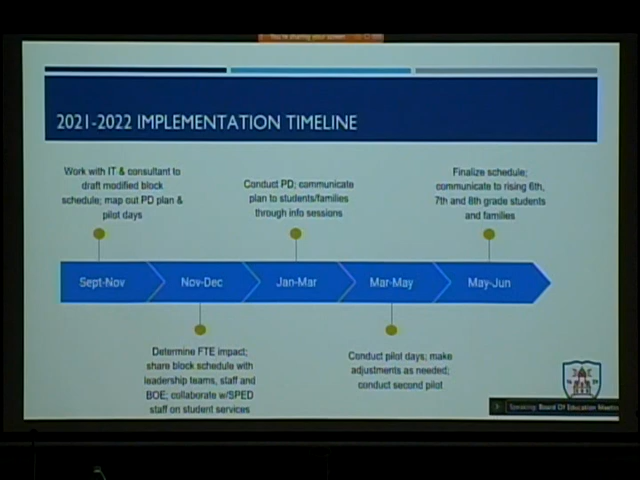 2021-2022 IMPLEMENTATION TIMELINE
Work with IT & consultant to
draft modified block
schedule; map out PD plan &
pilot days
Conduct PD; communicate
plan to students/families
through info sessions
Finalize schedule;
communicate to rising 6th,
7th and 8th grade students
and families
Sept-Nov
Nov-Dec
Jan-Mar
Mar-May
May-Jun
Determine FTE impact;
share block schedule with
leadership teams, staff and
BOE; collaborate w/SPED
staff on student services
Conduct pilot days; make
adjustments as needed;
conduct second pilot
Speaking: Board Of Education Meetin